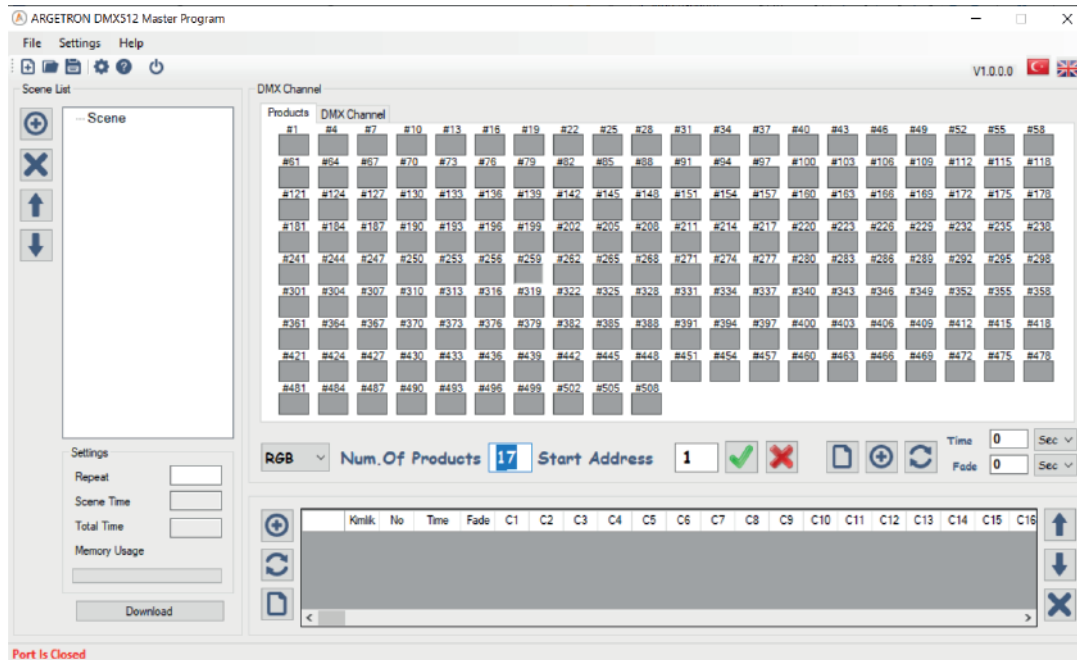 ARGETRON DMX512 Master Program
File Settings Help
V1.0.0.0
Scene List
Scene
DMX Channel
Products DMX Channel
#1 #4 #7 #10 #13 #16 #19 #22 #25 #28 #31 #34 #37 #40 #43 #46 #49 #52 #55 #58
#61 #64 #67 #70 #73 #76 #79 #82 #85 #88 #91 #94 #97 #100 #103 #106 #109 #112 #115 #118
#121 #124 #127 #130 #133 #136 #139 #142 #145 #148 #151 #154 #157 #160 #163 #166 #169 #172 #175 #178
#181 #184 #187 #190 #193 #196 #199 #202 #205 #208 #211 #214 #217 #220 #223 #226 #229 #232 #235 #238
#241 #244 #247 #250 #253 #256 #259 #262 #265 #268 #271 #274 #277 #280 #283 #286 #289 #292 #295 #298
#301 #304 #307 #310 #313 #316 #319 #322 #325 #328 #331 #334 #337 #340 #343 #346 #349 #352 #355 #358
#361 #364 #367 #370 #373 #376 #379 #382 #385 #388 #391 #394 #397 #400 #403 #406 #409 #412 #415 #418
#421 #424 #427 #430 #433 #436 #439 #442 #445 #448 #451 #454 #457 #460 #463 #466 #469 #472 #475 #478
#481 #484 #487 #490 #493 #496 #499 #502 #505 #508
RGB Num.Of Products 17 Start Address 1
Time 0 Sec
Fade 0 Sec
Settings
Repeat
Scene Time
Total Time
Memory Usage
Download
Kimlik No Time Fade C1 C2 C3 C4 C5 C6 C7 C8 C9 C10 C11 C12 C13 C14 C15 C16
Port Is Closed